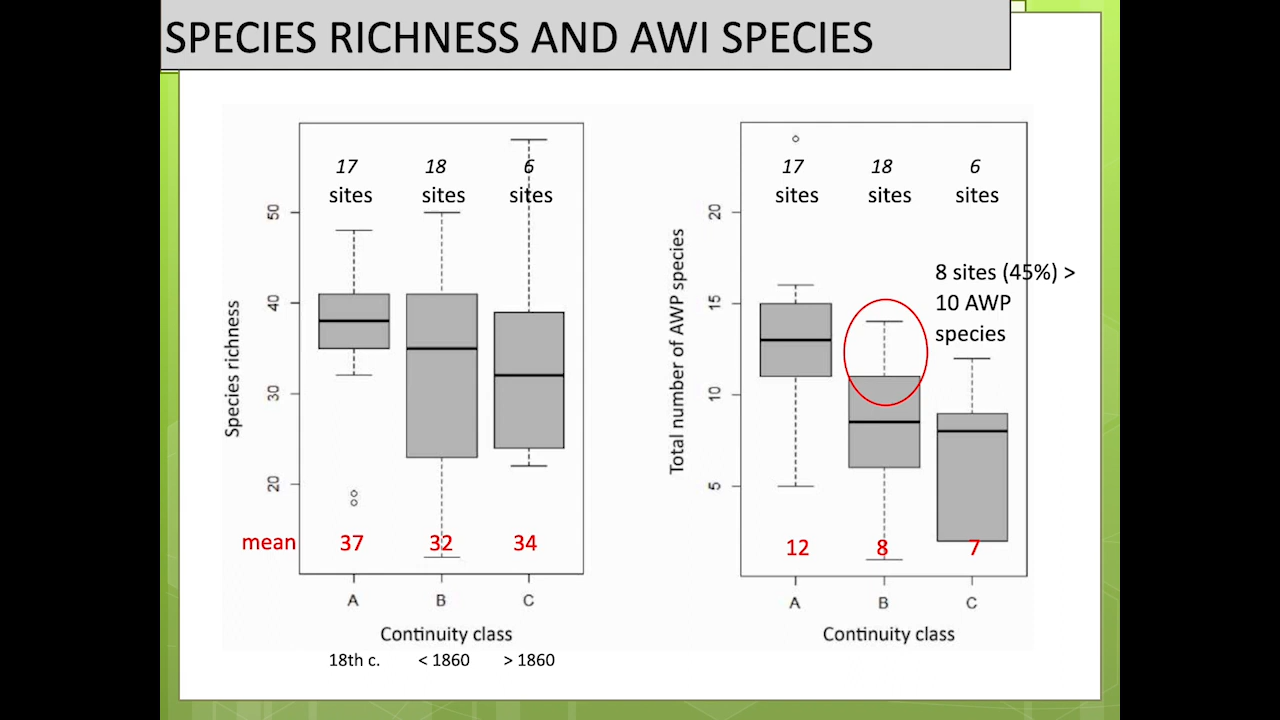 SPECIES RICHNESS AND AWI SPECIES
17 18 6
sites sites sites
50
40
30
20
Species richness
mean 37 32 34
A B C
Continuity class
18th c. < 1860 > 1860
17 18 6
sites sites sites
20
15
10
5
Total number of AWP species
8 sites (45%) >
10 AWP
species
12 8 7
A B C
Continuity class